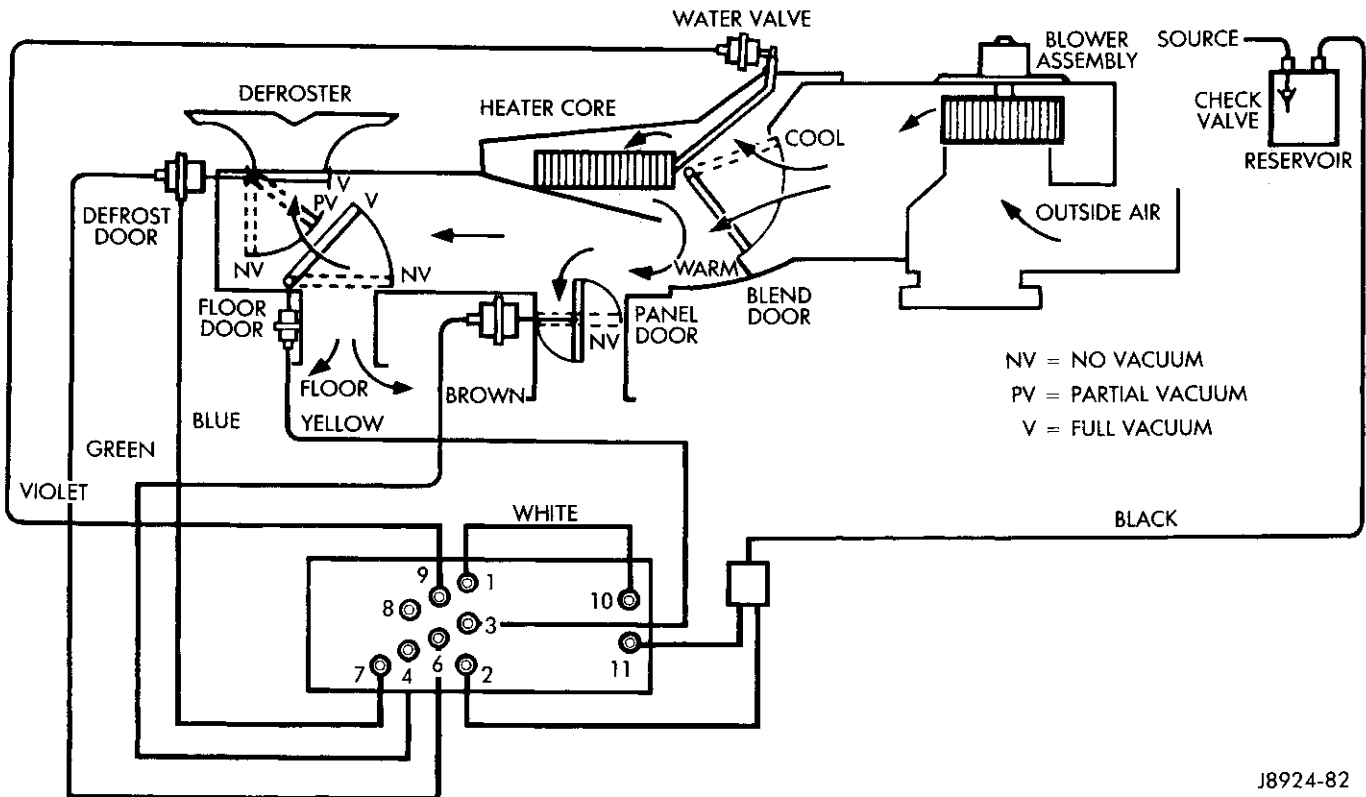 WATER VALVE
BLOWER
ASSEMBLY
SOURCE
DEFROSTER
HEATER CORE
CHECK
VALVE
COOL
RESERVOIR
V
PV
V
DEFROST
DOOR
OUTSIDE AIR
NV
NV
WARM
FLOOR
DOOR
BLEND
DOOR
PANEL
DOOR
NV
NV = NO VACUUM
PV = PARTIAL VACUUM
V = FULL VACUUM
FLOOR
BROWN
BLUE
YELLOW
GREEN
VIOLET
WHITE
BLACK
9
1
8
10
3
7
4
6
2
11
J8924-82